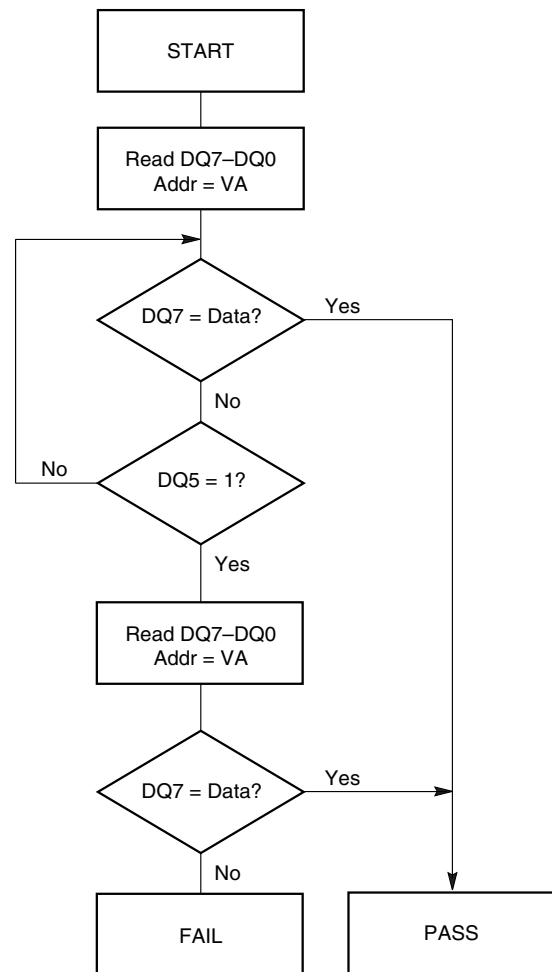 START
Read DQ7–DQ0
Addr = VA
DQ7 = Data?
Yes
No
No
DQ5 = 1?
Yes
Read DQ7–DQ0
Addr = VA
DQ7 = Data?
Yes
No
FAIL
PASS